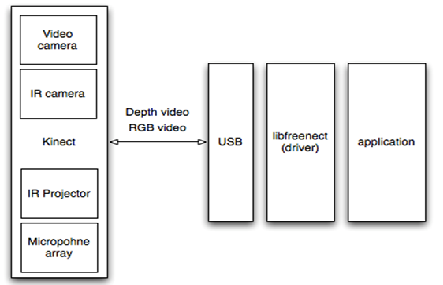 Video
camera
IR camera
Kinect
IR Projector
Micropohne
array
Depth video
RGB video
USB
libfreenect
(driver)
application